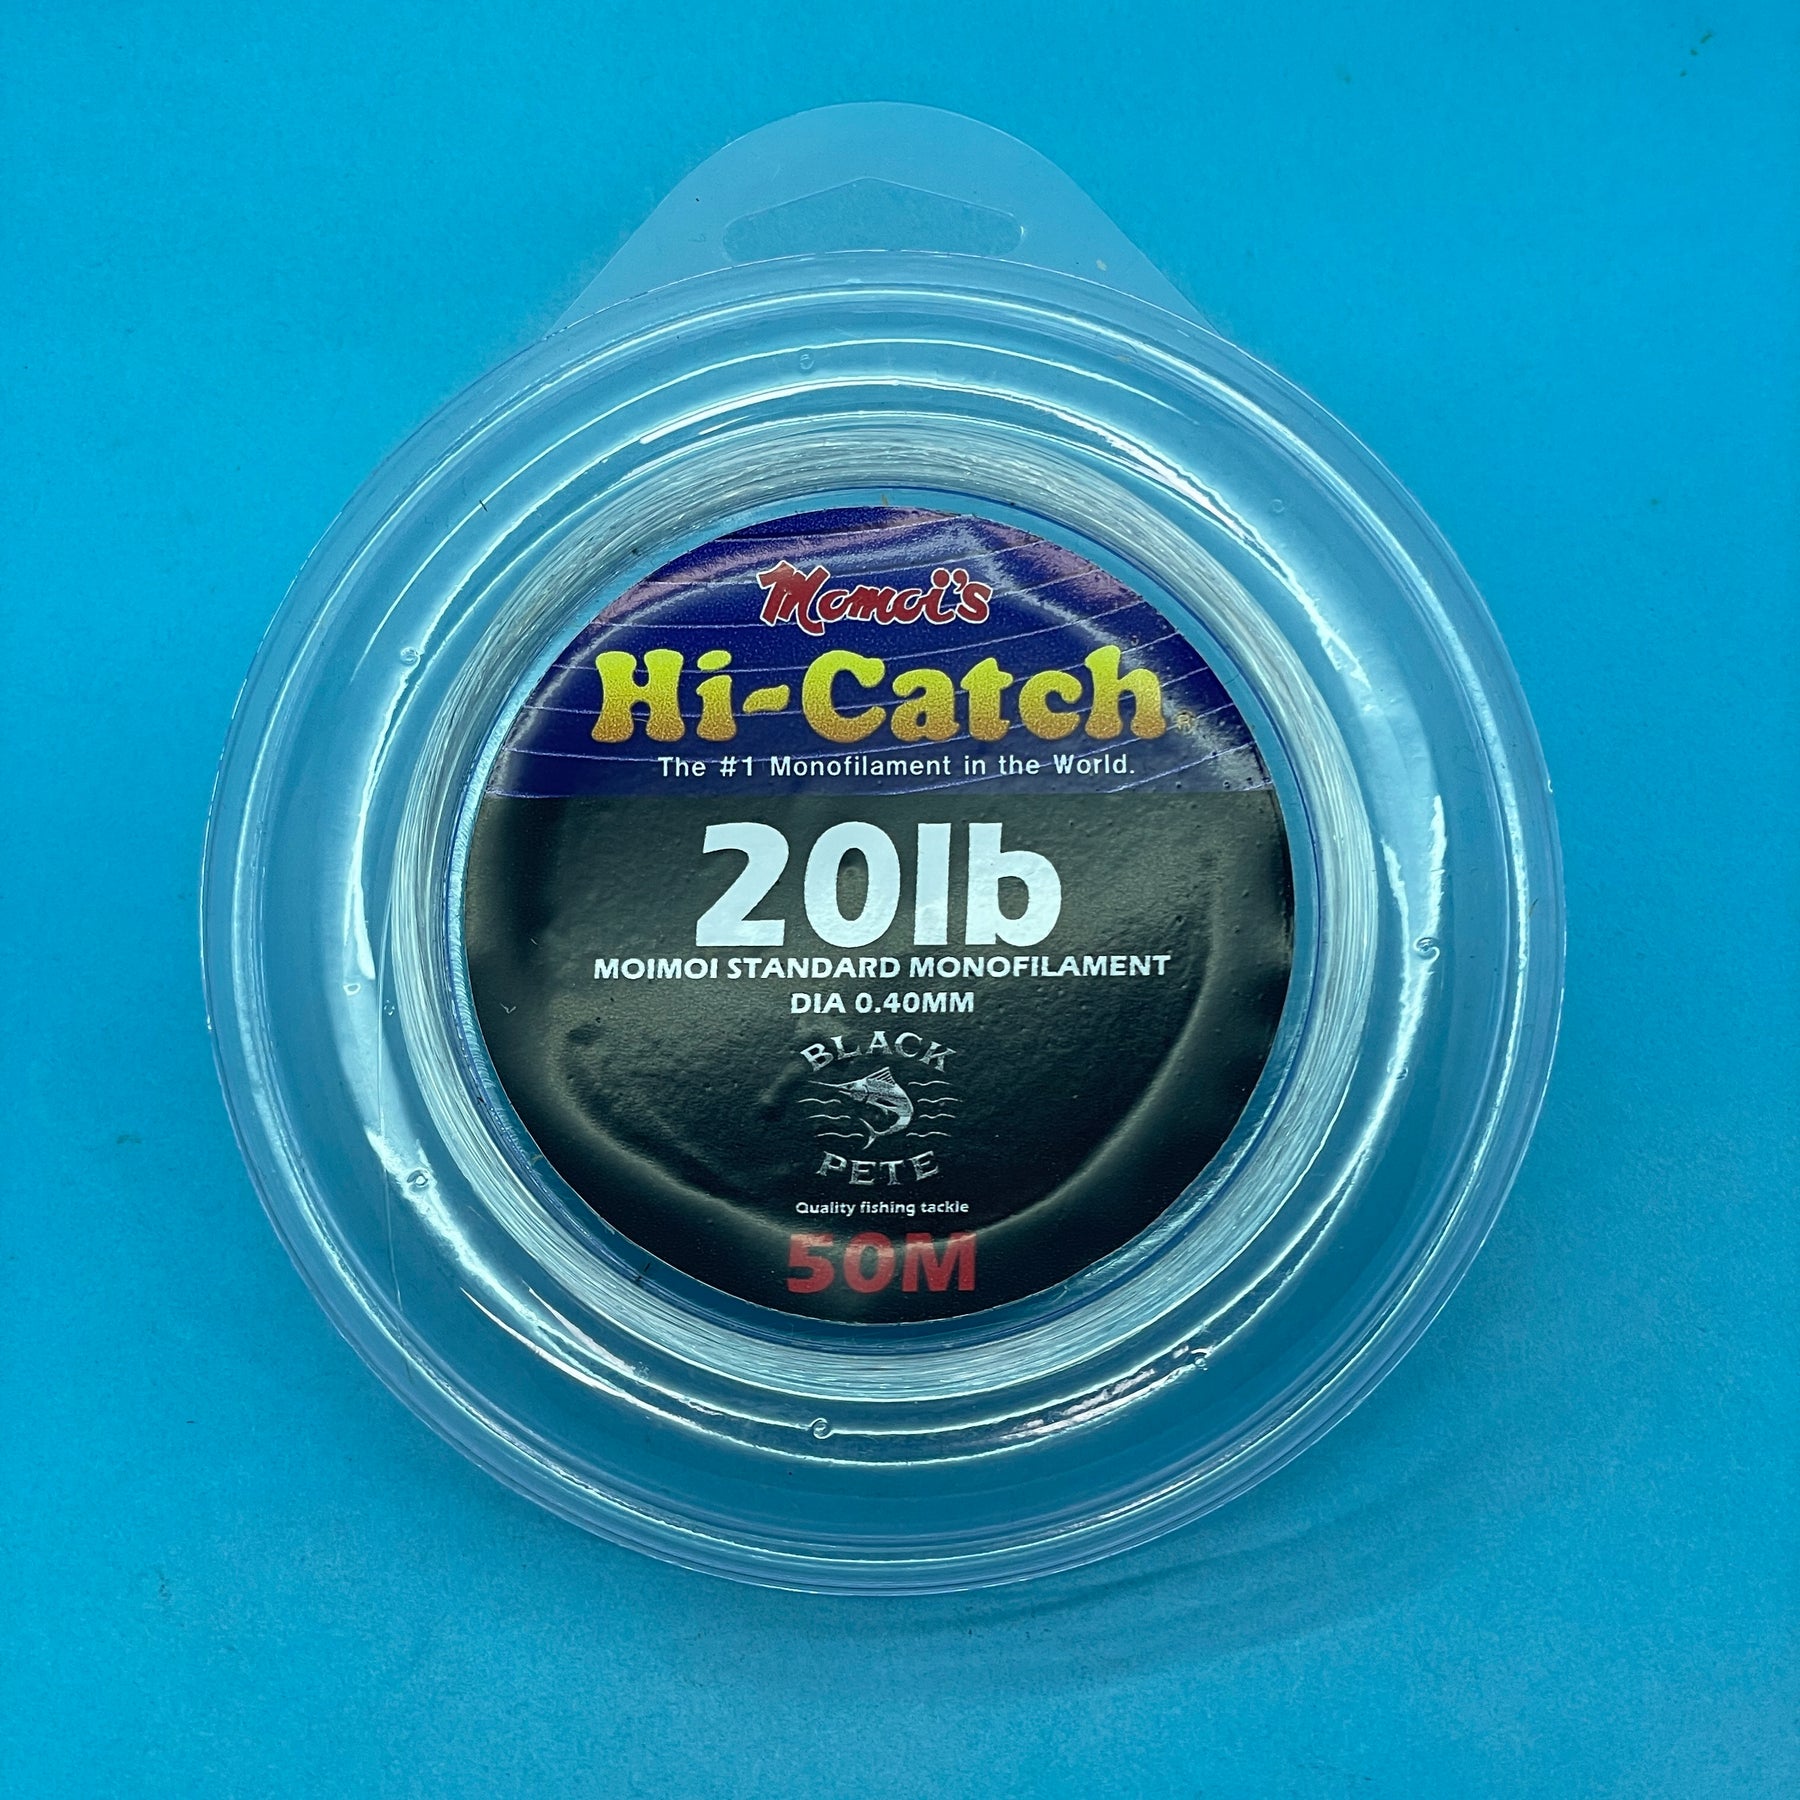 Momoi's
Hi-Catch®
The #1 Monofilament in the World.
20lb
MOIMOI STANDARD MONOFILAMENT
DIA 0.40MM
BLACK
PETE
Quality fishing tackle
50M